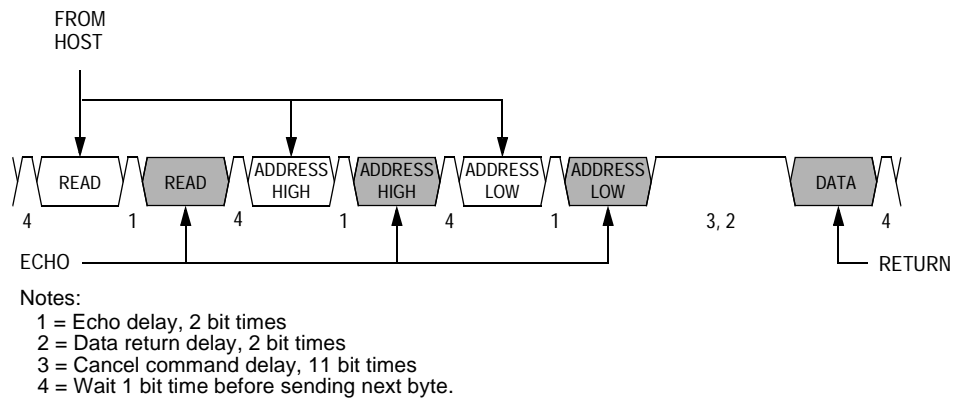 FROM
HOST
READ READ ADDRESS HIGH ADDRESS HIGH ADDRESS LOW ADDRESS LOW DATA
4 1 4 1 4 1 3, 2 4
ECHO RETURN
Notes:
1 = Echo delay, 2 bit times
2 = Data return delay, 2 bit times
3 = Cancel command delay, 11 bit times
4 = Wait 1 bit time before sending next byte.